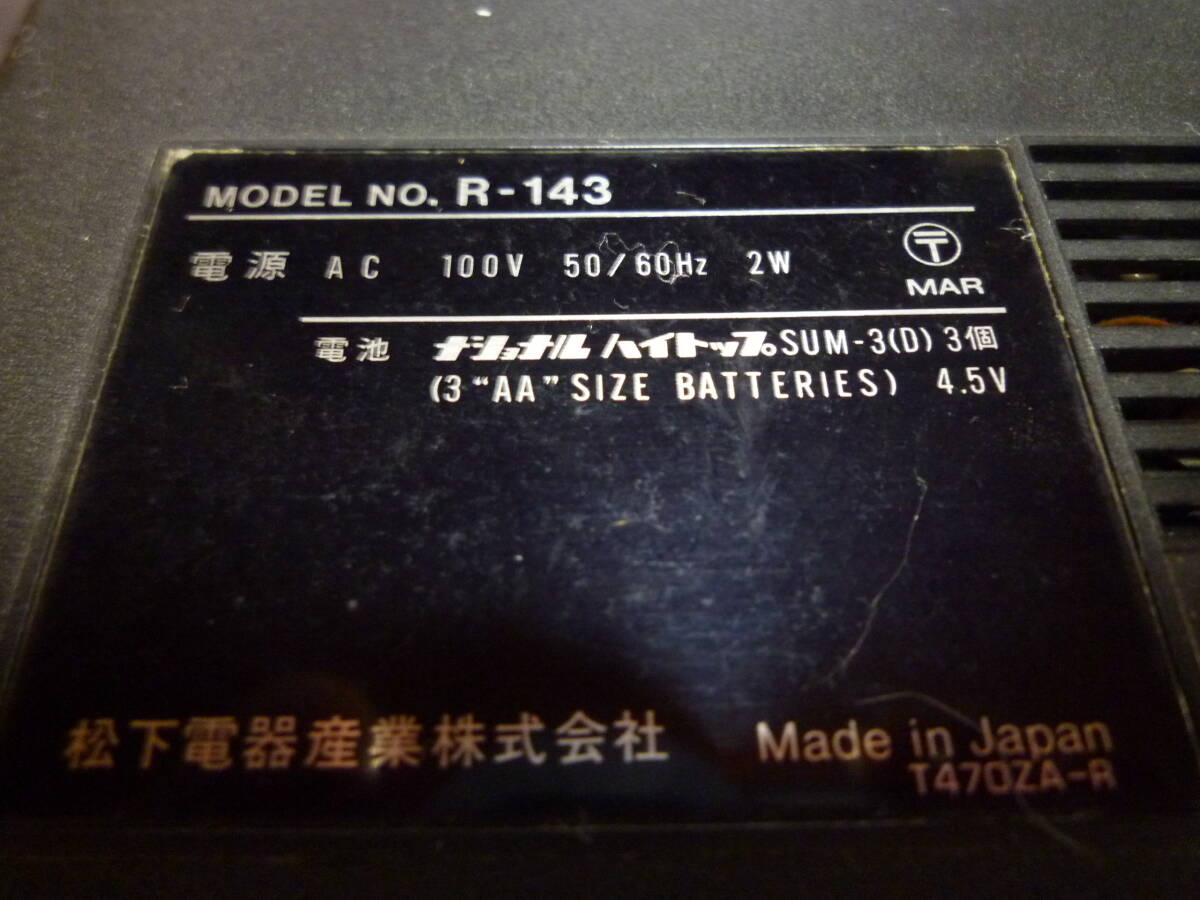 MODEL NO. R-143
電源 AC 100V 50/60Hz 2W
〒
MAR
電池 ナショナル ハイトップ。SUM-3(D) 3個
(3 “AA” SIZE BATTERIES) 4.5V
松下電器産業株式会社 Made in Japan
T470ZA-R